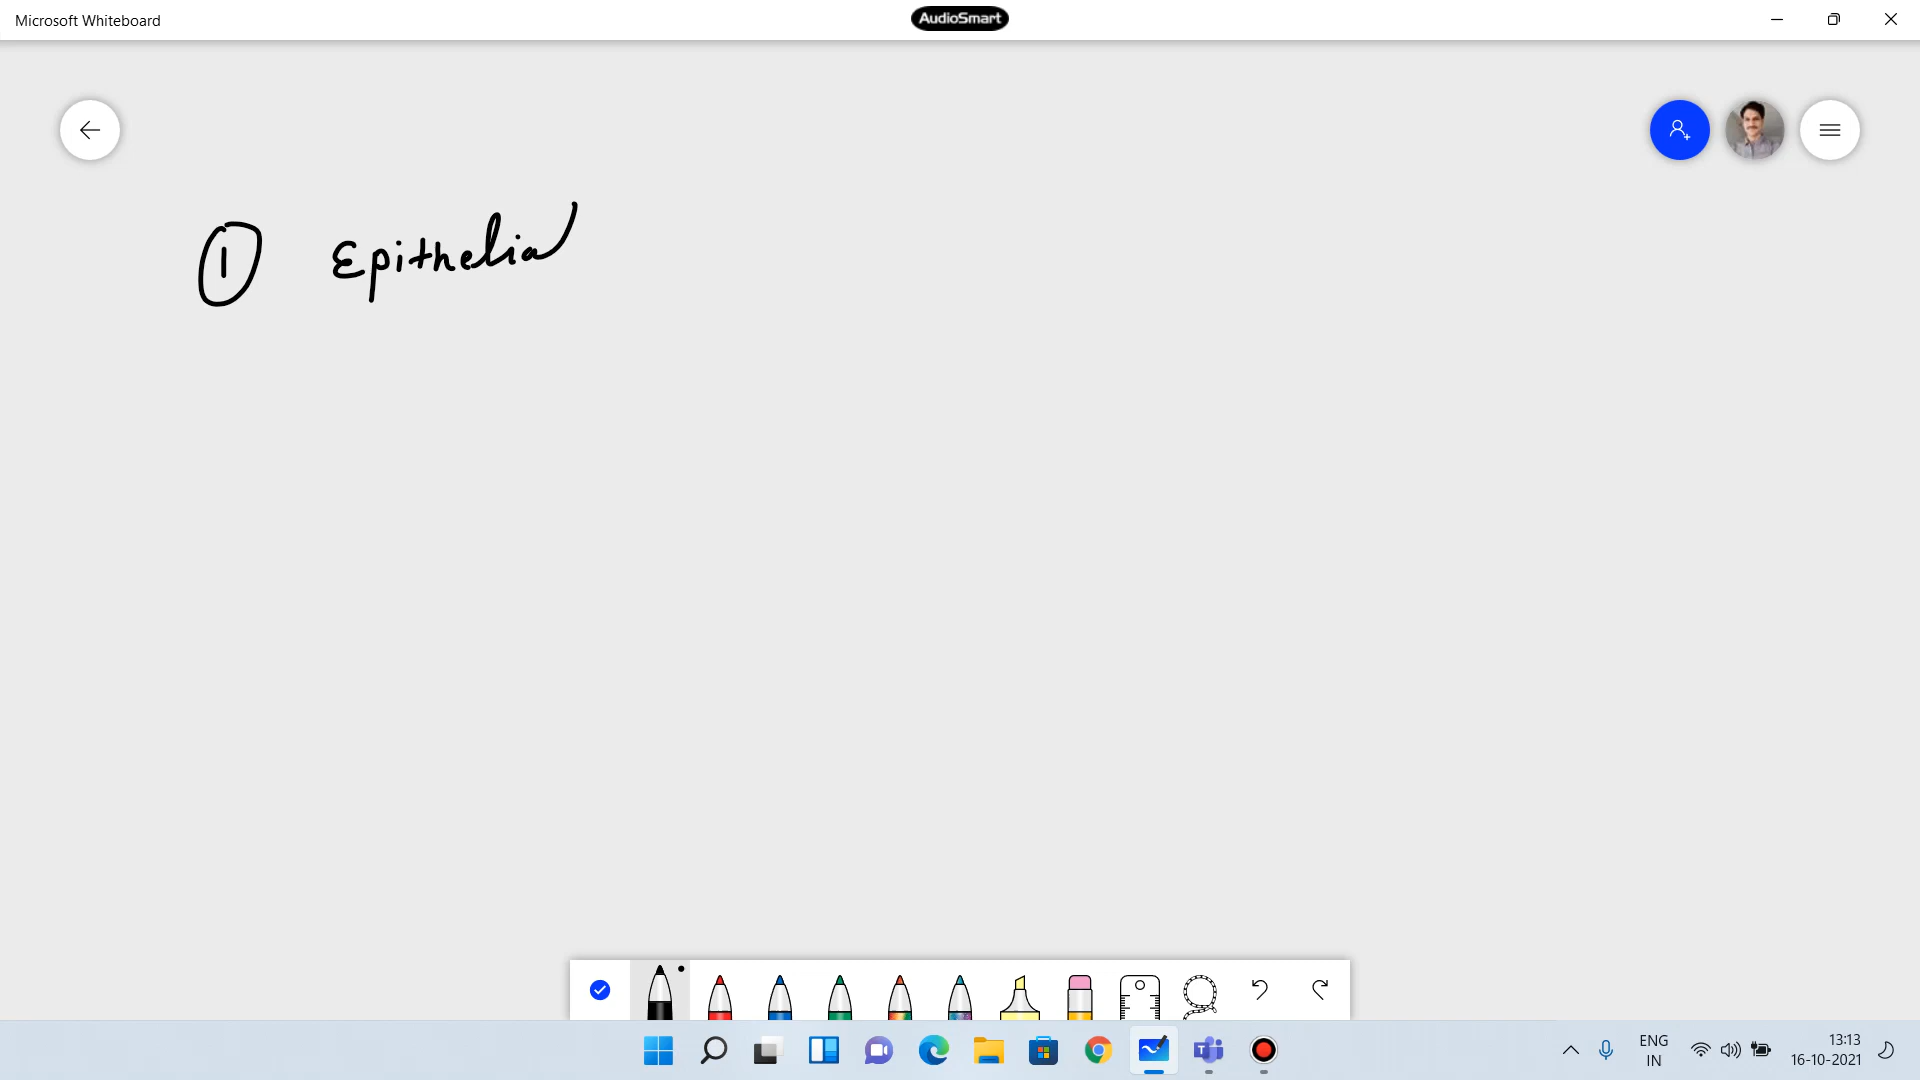 Microsoft Whiteboard
AudioSmart
1 Epithelial
ENG
IN
13:13
16-10-2021